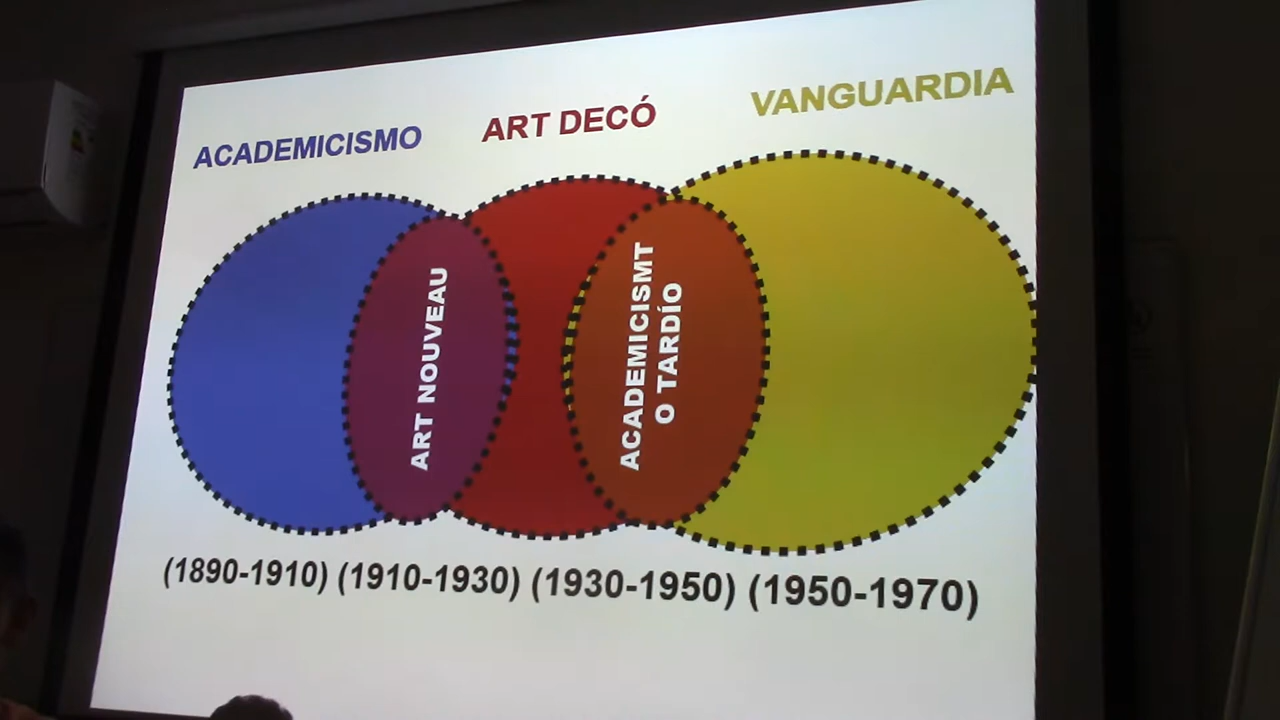 ACADEMICISMO
ART DECÓ
VANGUARDIA
ART NOUVEAU
ACADEMICISMT
O TARDÍO
(1890-1910) (1910-1930) (1930-1950) (1950-1970)